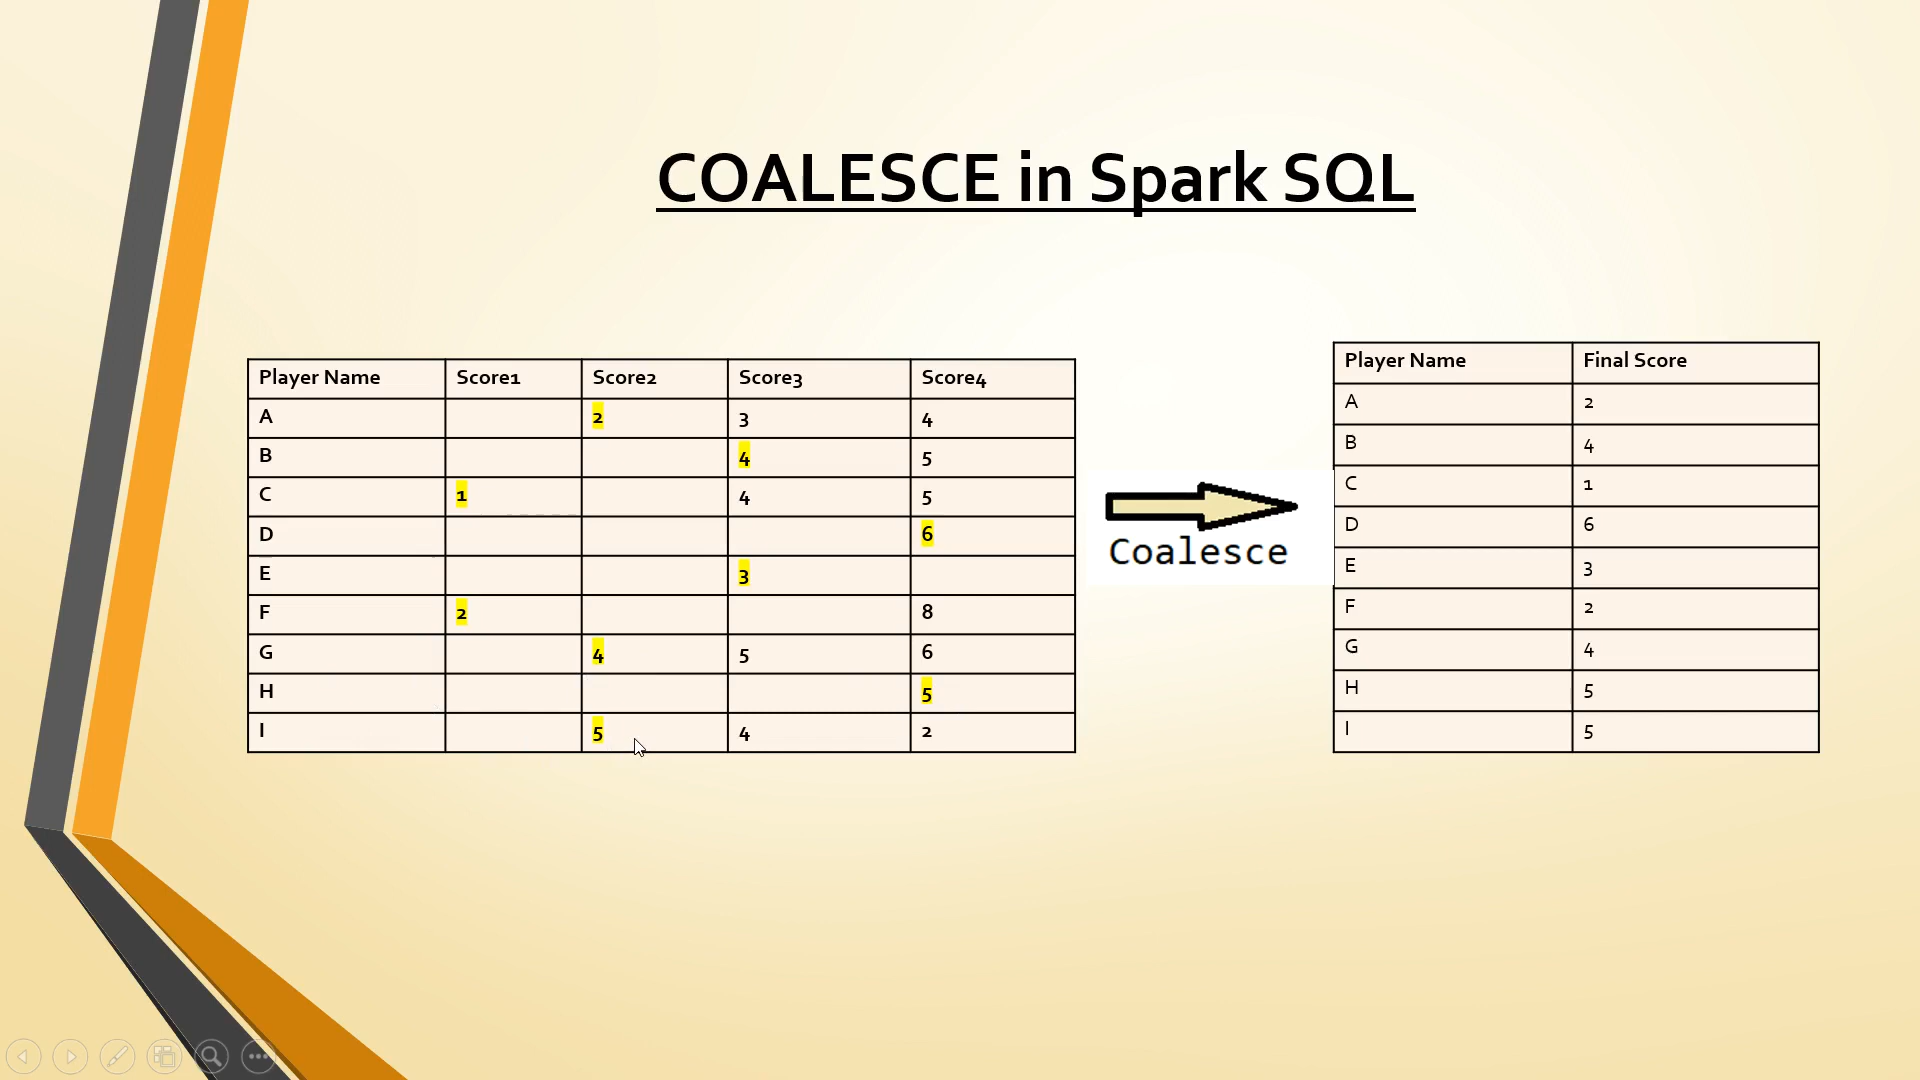 COALESCE in Spark SQL
Player Name Score1 Score2 Score3 Score4
A 2 3 4
B 4 5
C 1 4 5
D 6
E 3
F 2 8
G 4 5 6
H 5
I 5 4 2
Coalesce
Player Name Final Score
A 2
B 4
C 1
D 6
E 3
F 2
G 4
H 5
I 5